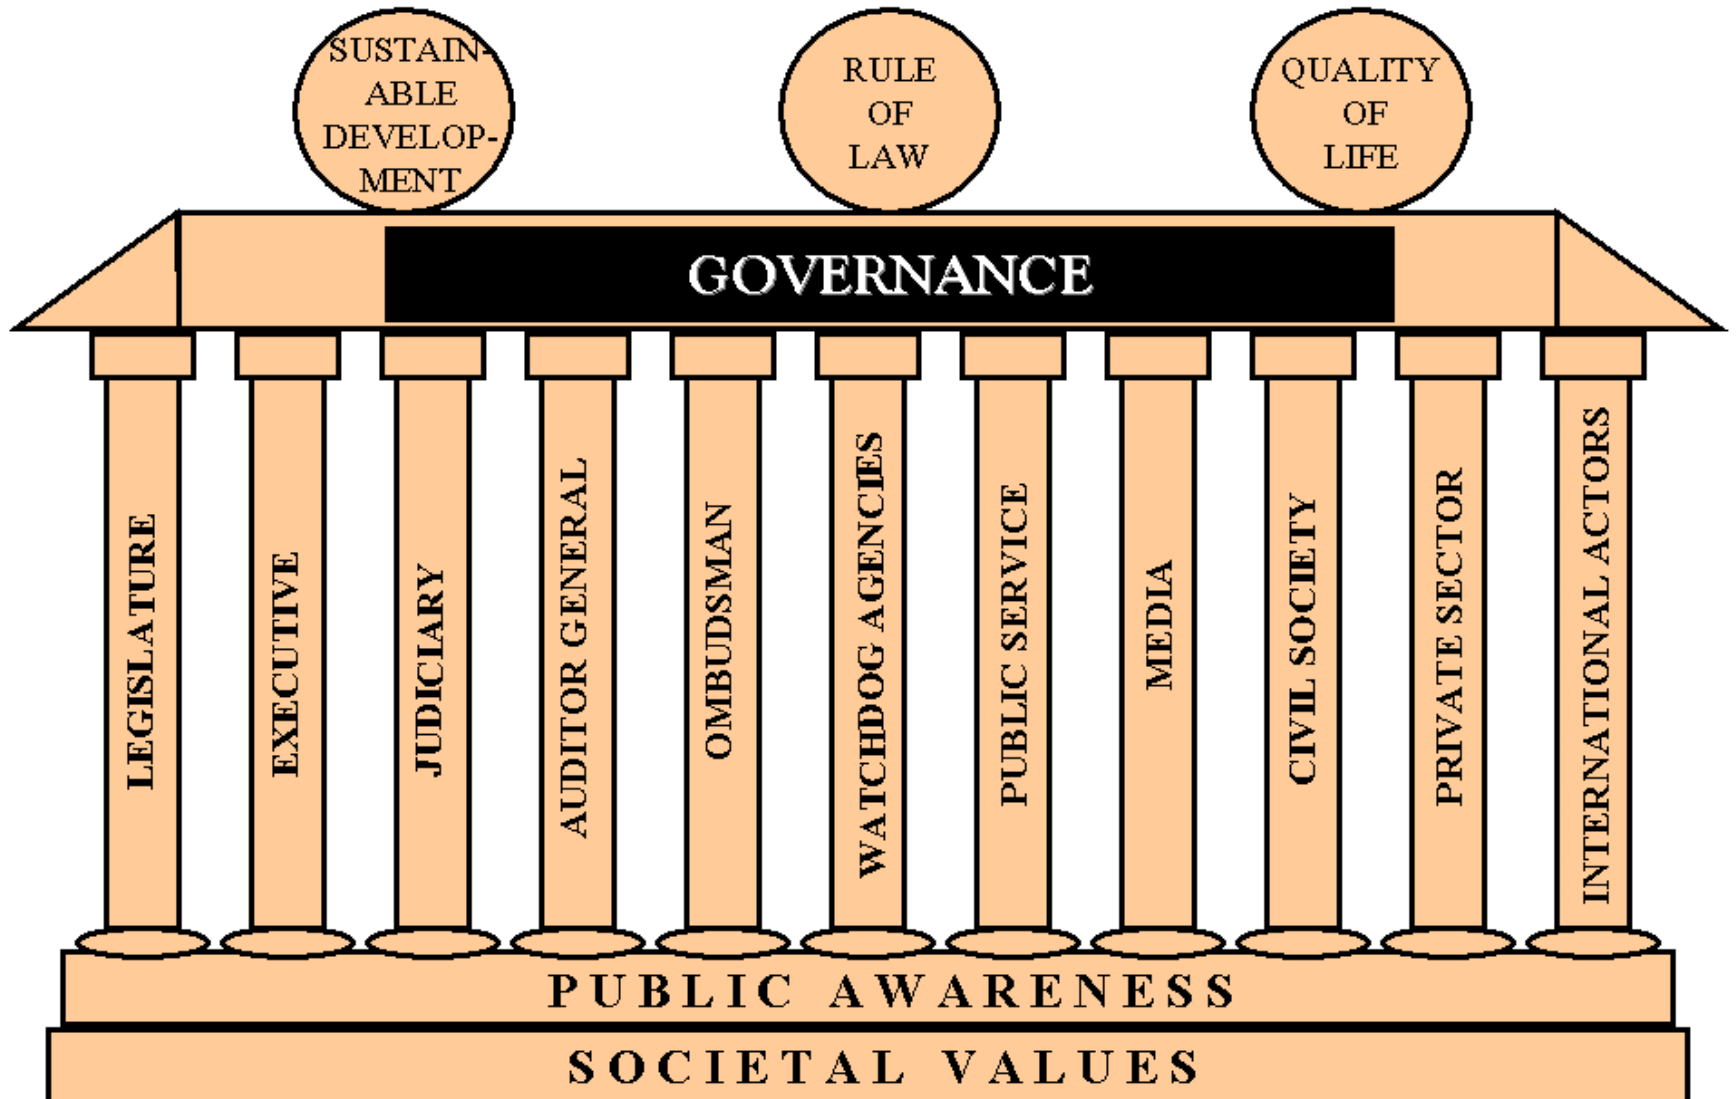 SUSTAIN-
ABLE
DEVELOP-
MENT
RULE
OF
LAW
QUALITY
OF
LIFE
GOVERNANCE
LEGISLATURE
EXECUTIVE
JUDICIARY
AUDITOR GENERAL
OMBUDSMAN
WATCHDOG AGENCIES
PUBLIC SERVICE
MEDIA
CIVIL SOCIETY
PRIVATE SECTOR
INTERNATIONAL ACTORS
PUBLIC AWARENESS
SOCIETAL VALUES